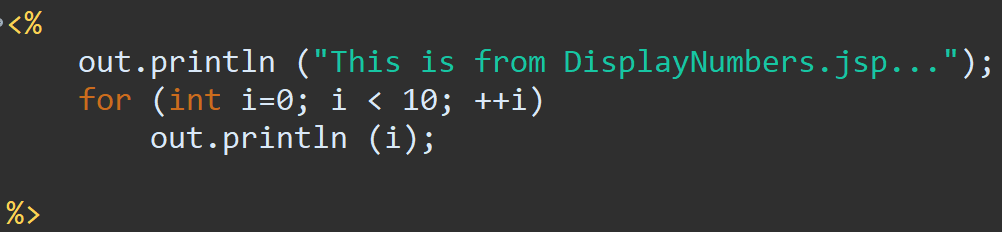 <%
out.println ("This is from DisplayNumbers.jsp...");
for (int i=0; i < 10; ++i)
out.println (i);
%>